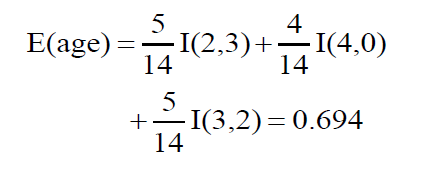 E(age) = 5/14 I(2,3) + 4/14 I(4,0)
+ 5/14 I(3,2) = 0.694